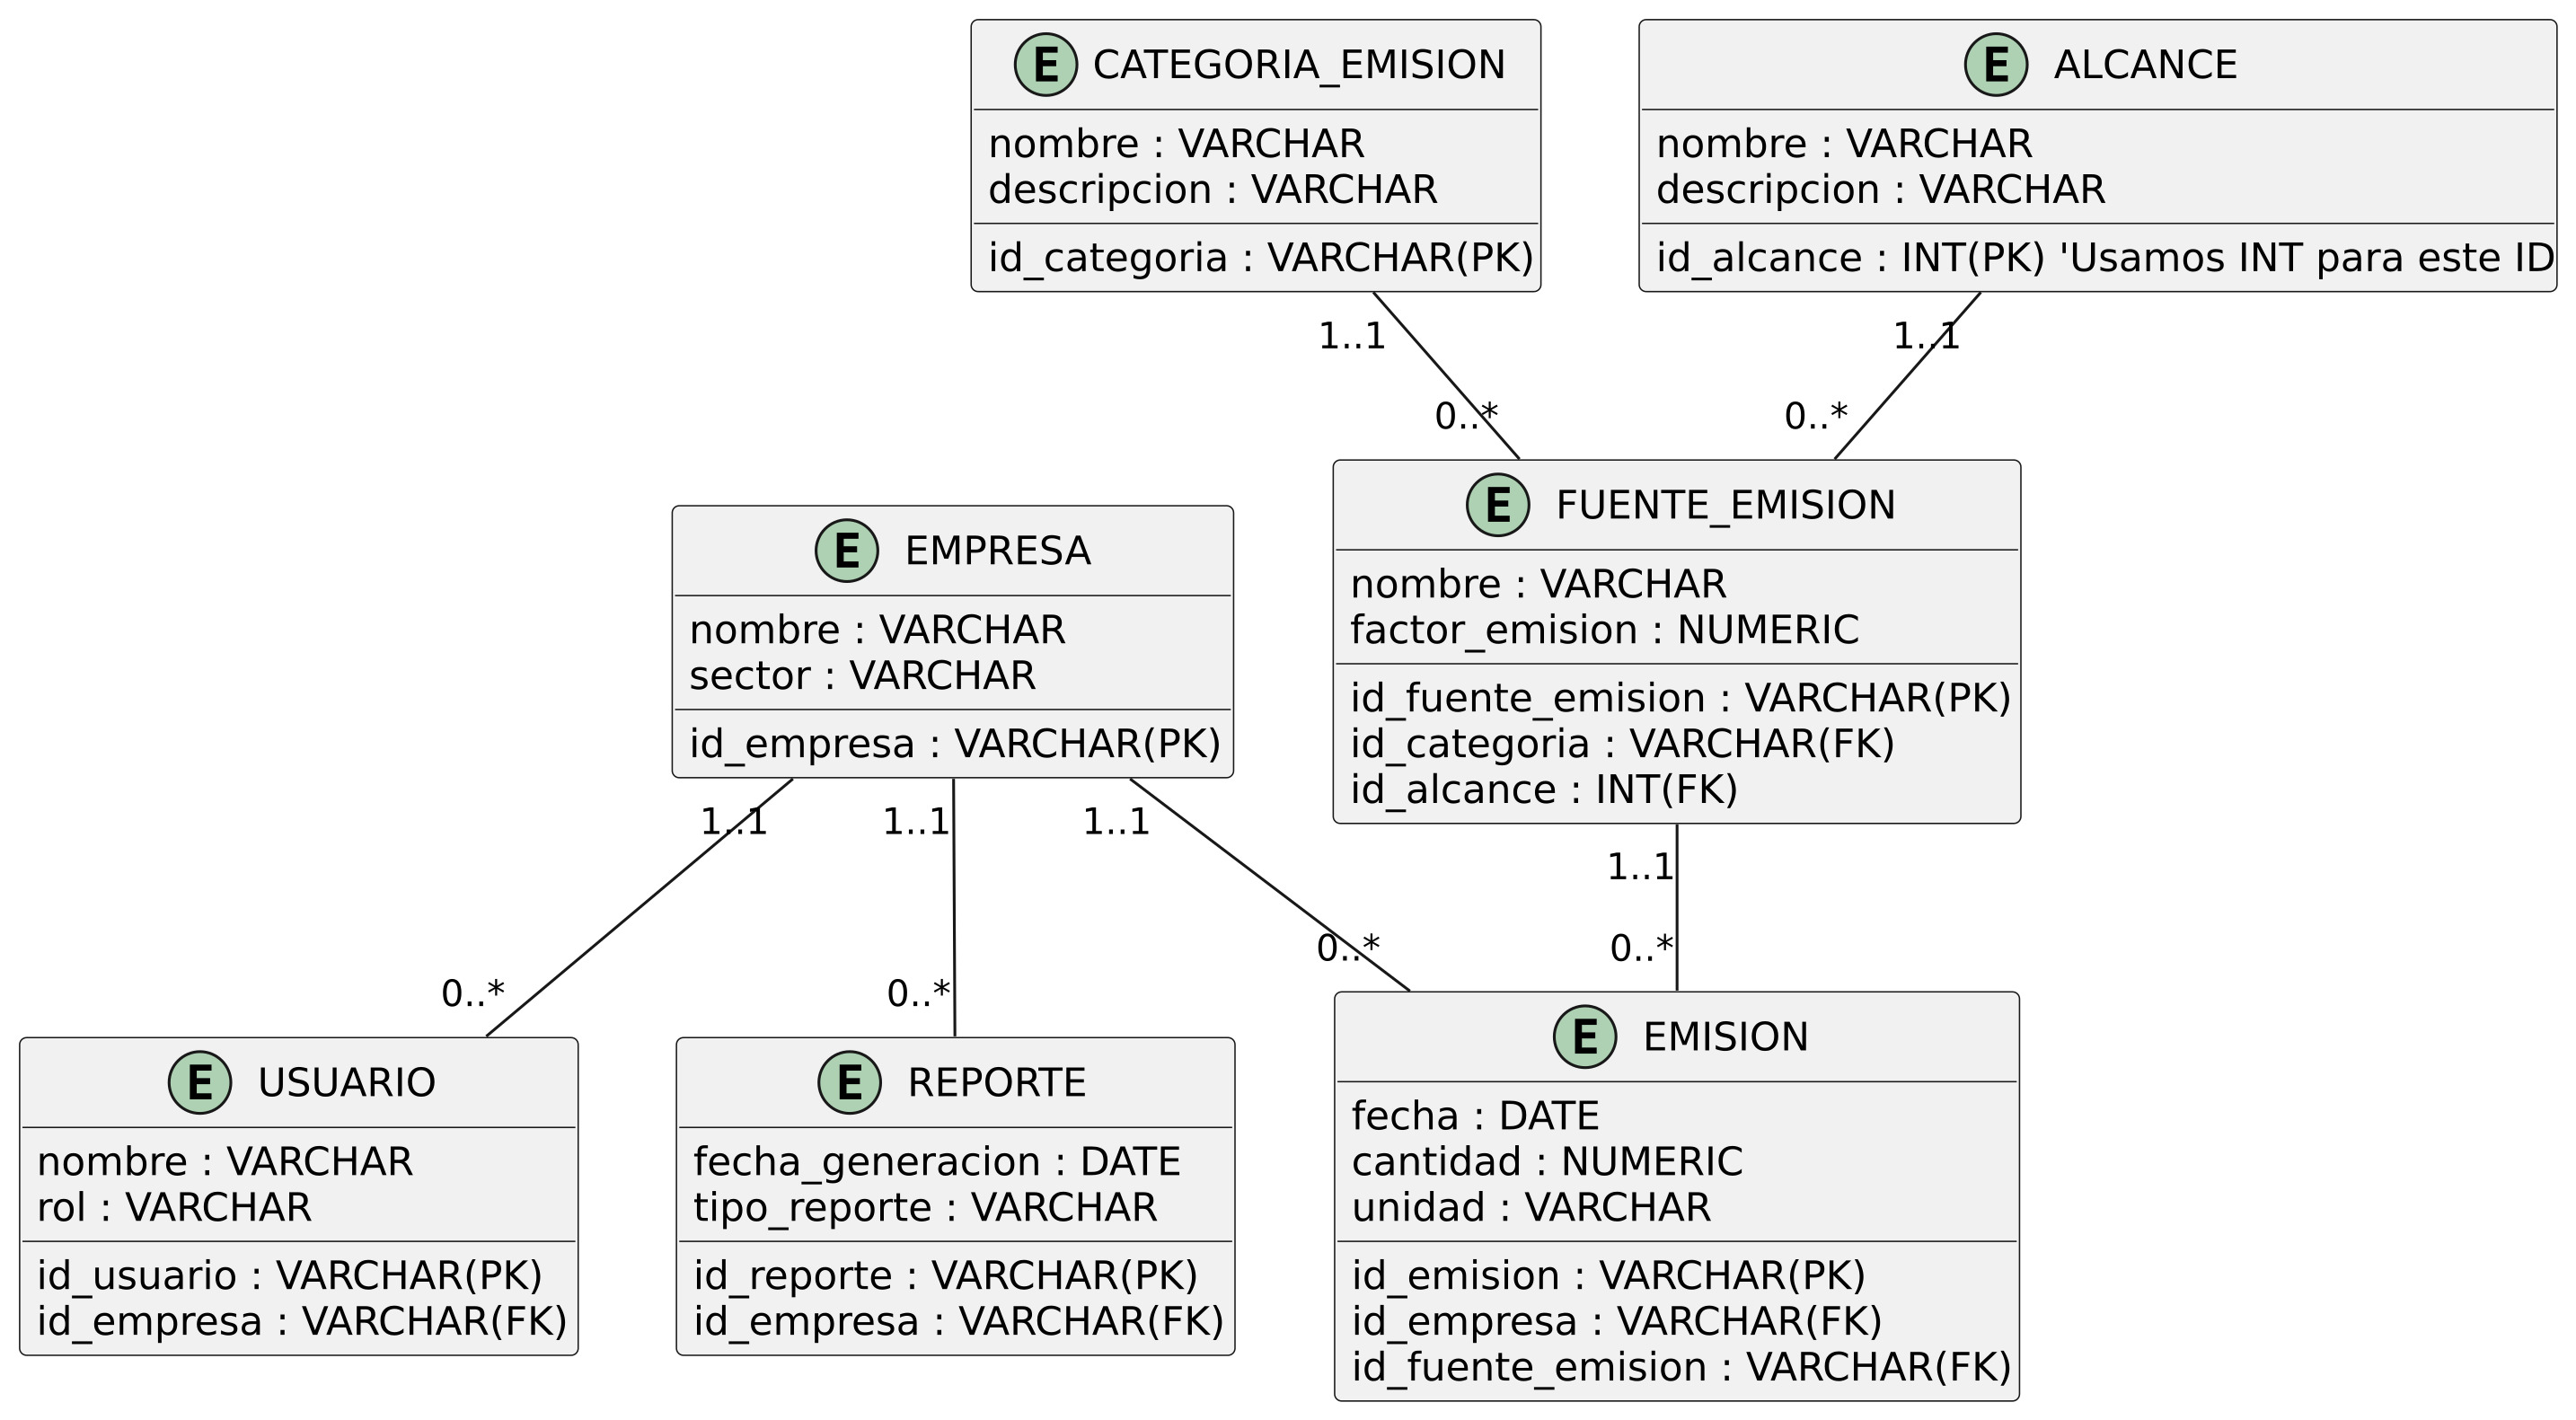 E CATEGORIA_EMISION
nombre : VARCHAR
descripcion : VARCHAR
id_categoria : VARCHAR(PK)
E ALCANCE
nombre : VARCHAR
descripcion : VARCHAR
id_alcance : INT(PK) 'Usamos INT para este ID
1..1
1..1
0..*
0..*
E EMPRESA
nombre : VARCHAR
sector : VARCHAR
id_empresa : VARCHAR(PK)
E FUENTE_EMISION
nombre : VARCHAR
factor_emision : NUMERIC
id_fuente_emision : VARCHAR(PK)
id_categoria : VARCHAR(FK)
id_alcance : INT(FK)
1..1
1..1
1..1
1..1
0..*
0..*
0..*
0..*
E USUARIO
nombre : VARCHAR
rol : VARCHAR
id_usuario : VARCHAR(PK)
id_empresa : VARCHAR(FK)
E REPORTE
fecha_generacion : DATE
tipo_reporte : VARCHAR
id_reporte : VARCHAR(PK)
id_empresa : VARCHAR(FK)
E EMISION
fecha : DATE
cantidad : NUMERIC
unidad : VARCHAR
id_emision : VARCHAR(PK)
id_empresa : VARCHAR(FK)
id_fuente_emision : VARCHAR(FK)